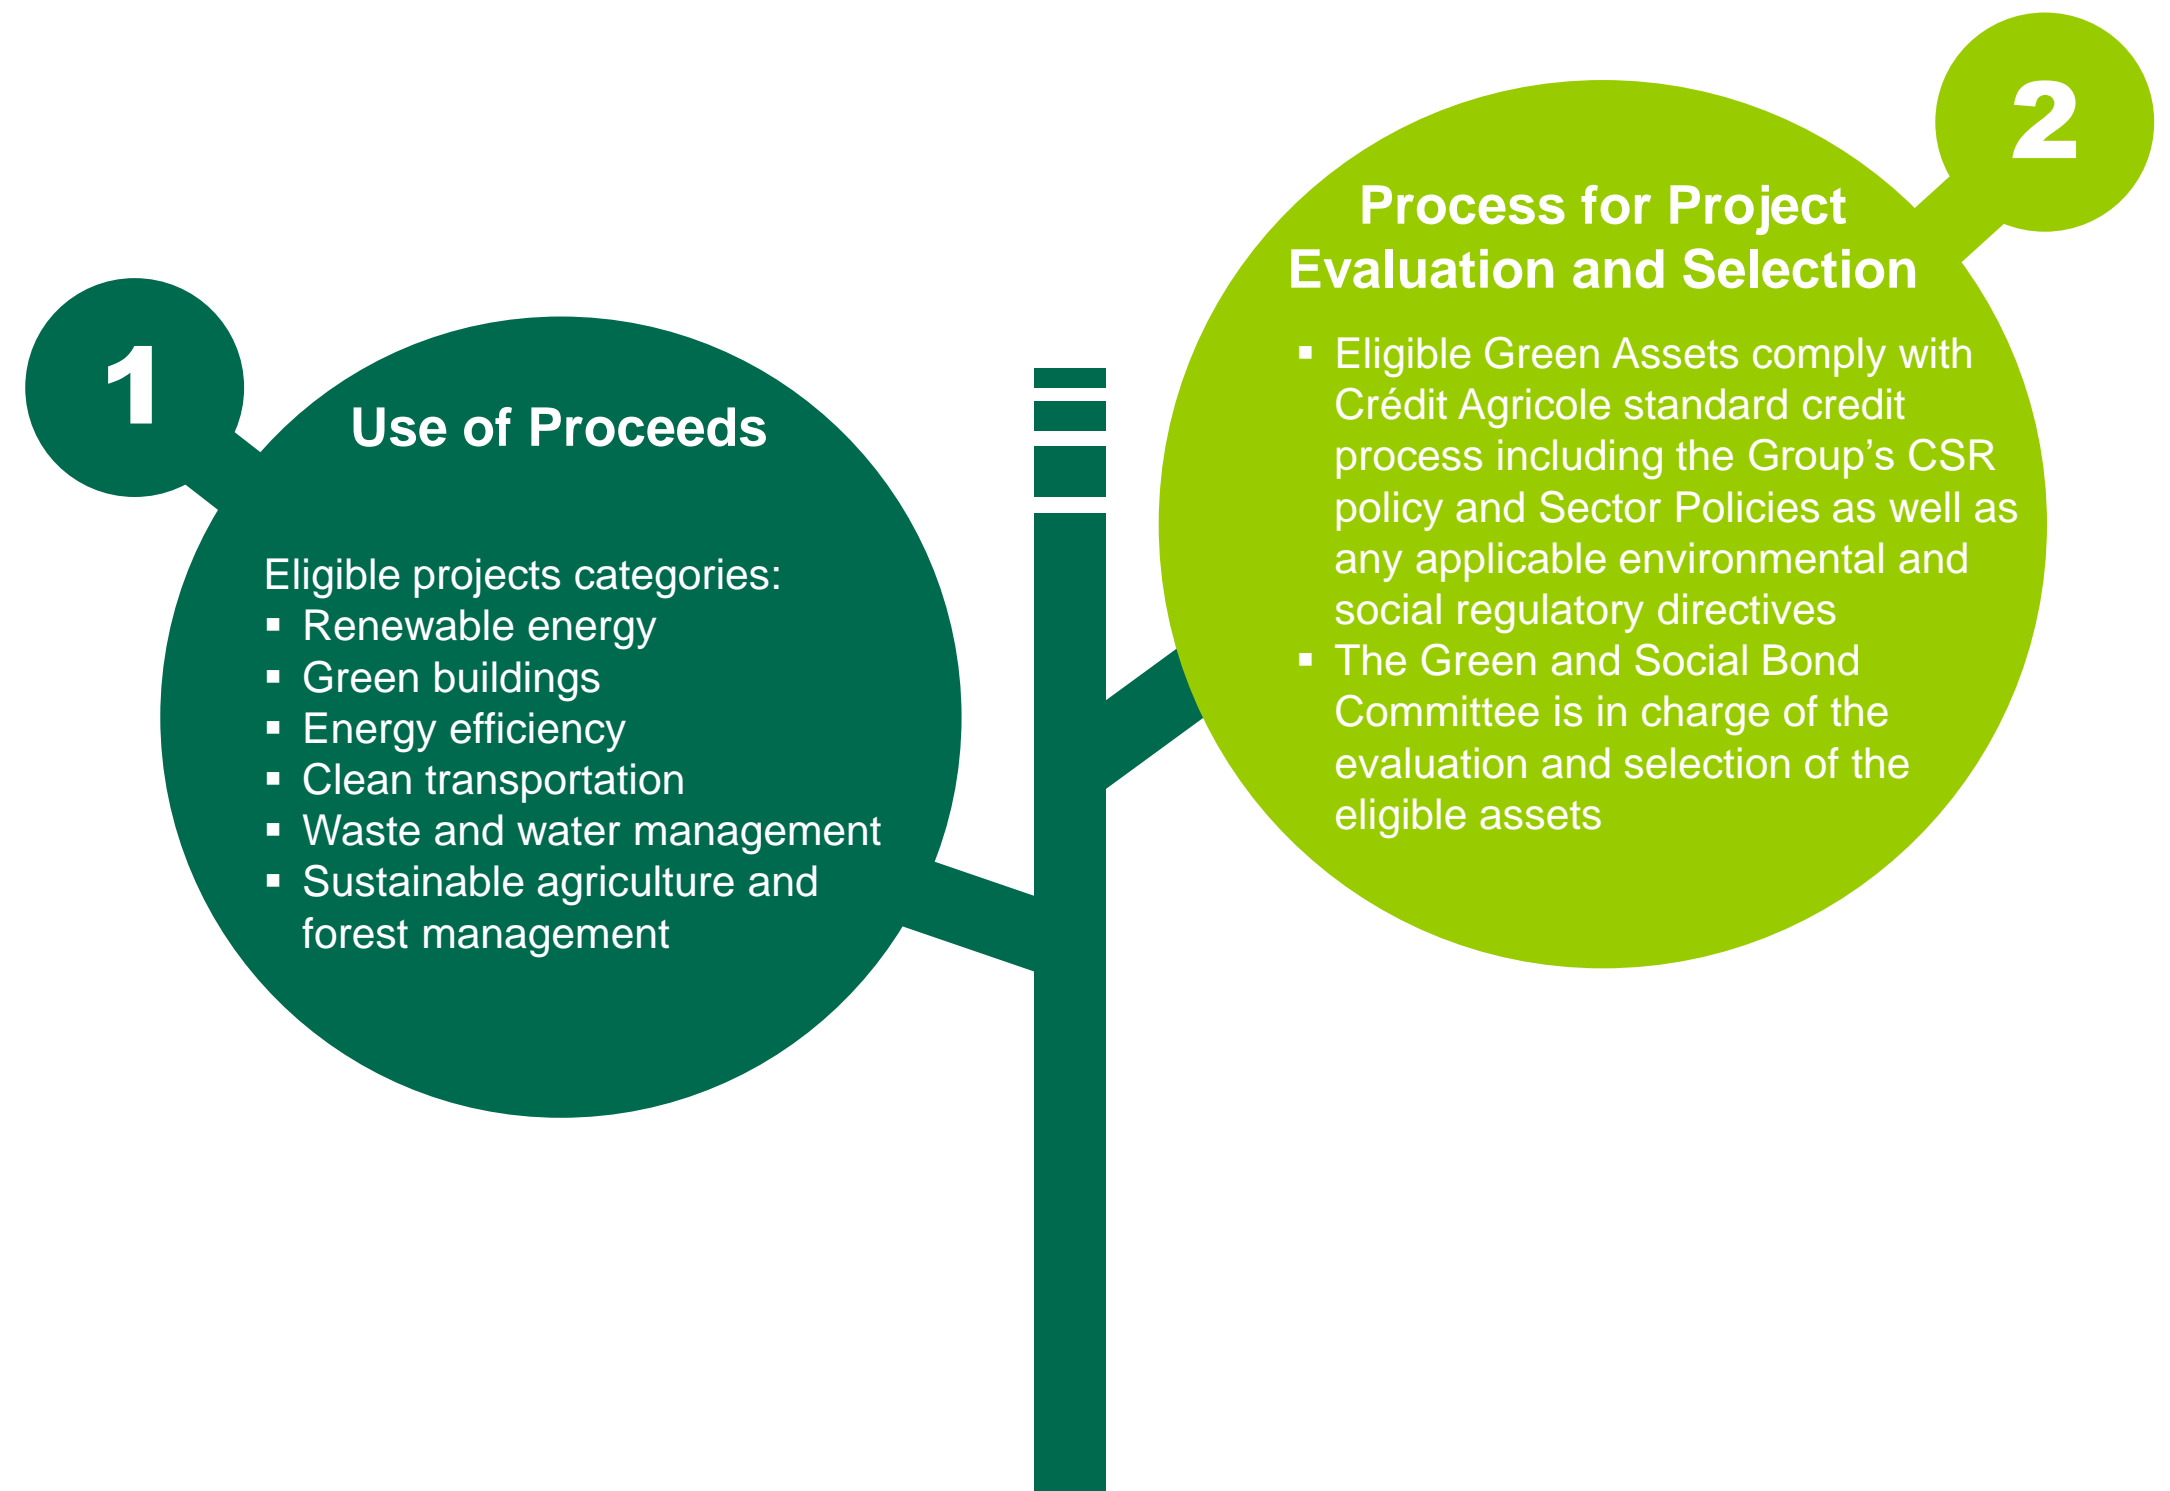 1
Use of Proceeds
Eligible projects categories:
▪ Renewable energy
▪ Green buildings
▪ Energy efficiency
▪ Clean transportation
▪ Waste and water management
▪ Sustainable agriculture and
forest management
2
Process for Project
Evaluation and Selection
▪ Eligible Green Assets comply with
Crédit Agricole standard credit
process including the Group’s CSR
policy and Sector Policies as well as
any applicable environmental and
social regulatory directives
▪ The Green and Social Bond
Committee is in charge of the
evaluation and selection of the
eligible assets